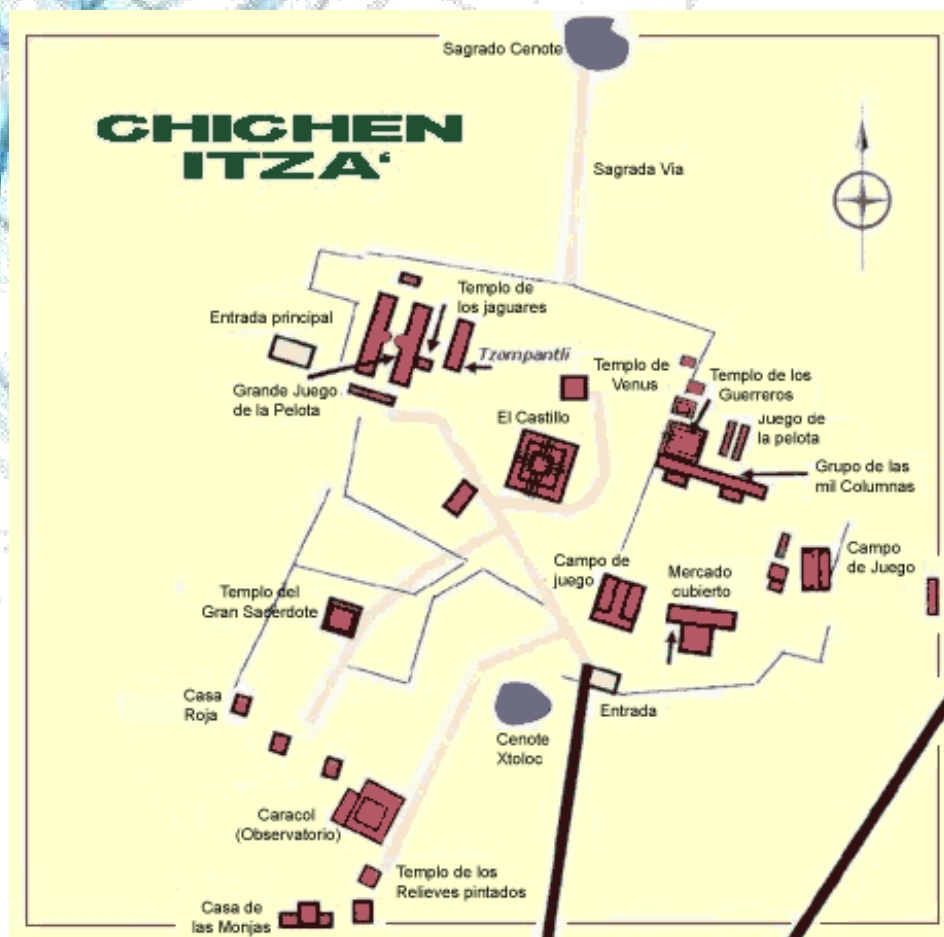 Sagrado Cenote
CHICHEN
ITZA'
Sagrada Via
Templo de
los jaguares
Entrada principal
Tzompantli
Grande Juego
de la Pelota
Templo de
Venus
Templo de los
Guerreros
El Castillo
Juego de
la pelota
Grupo de las
mil Columnas
Campo de
juego
Mercado
cubierto
Campo
de Juego
Templo del
Gran Sacerdote
Casa
Roja
Entrada
Cenote
Xtoloc
Caracol
(Observatorio)
Templo de los
Relieves pintados
Casa de
las Monjas